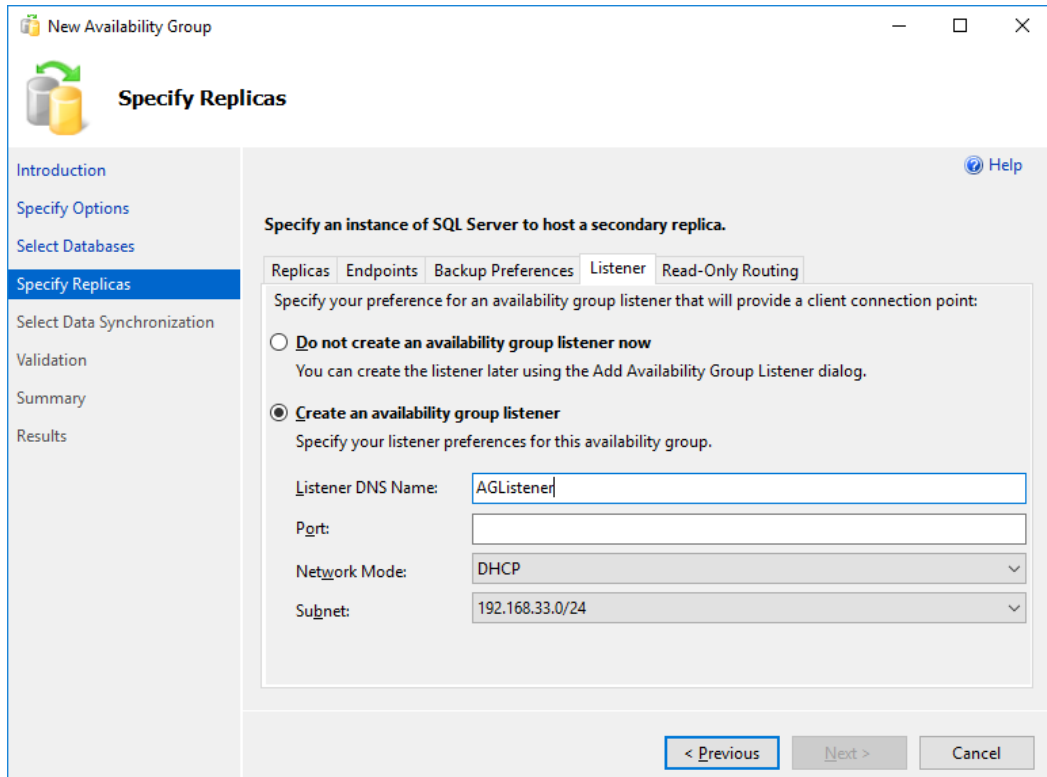 New Availability Group
Specify Replicas
Introduction
Specify Options
Select Databases
Specify Replicas
Select Data Synchronization
Validation
Summary
Results
Help
Specify an instance of SQL Server to host a secondary replica.
Replicas Endpoints Backup Preferences Listener Read-Only Routing
Specify your preference for an availability group listener that will provide a client connection point:
Do not create an availability group listener now
You can create the listener later using the Add Availability Group Listener dialog.
Create an availability group listener
Specify your listener preferences for this availability group.
Listener DNS Name: AGListener
Port:
Network Mode: DHCP
Subnet: 192.168.33.0/24
< Previous Next > Cancel